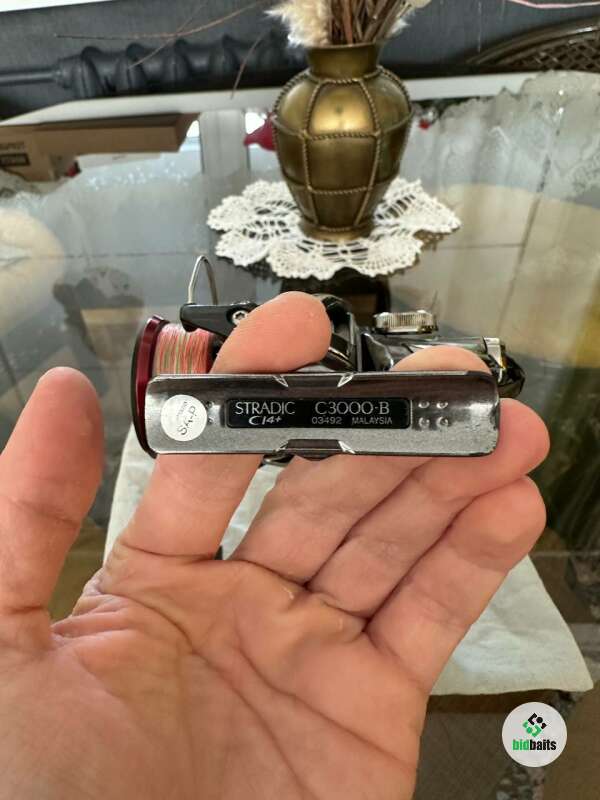 STRADIC C3000-B
CI4+ 03492 MALAYSIA
bidbaits